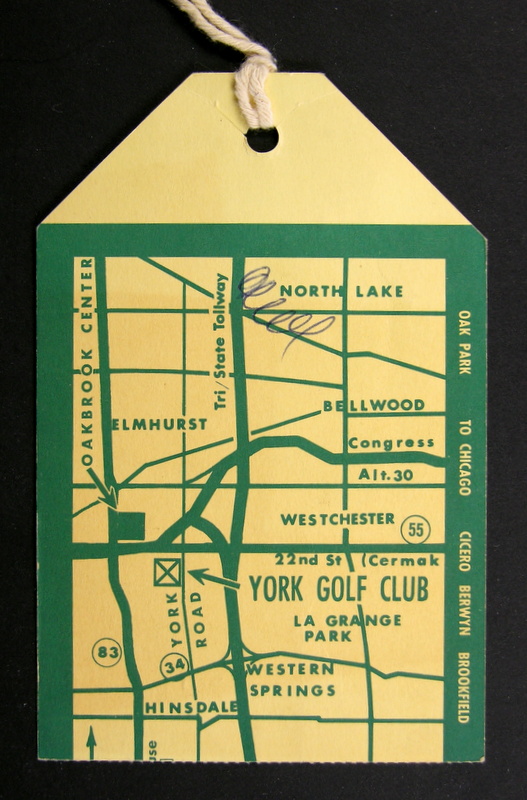 NORTH LAKE
OAKBROOK CENTER
Tri/State Tollway
OAK PARK TO CHICAGO CICERO BERWYN BROOKFIELD
BELLWOOD
ELMHURST
Congress
Alt.30
WESTCHESTER
55
22nd St (Cermak
YORK GOLF CLUB
YORK
ROAD
LA GRANGE
PARK
83
34
WESTERN
SPRINGS
HINSDALE
use